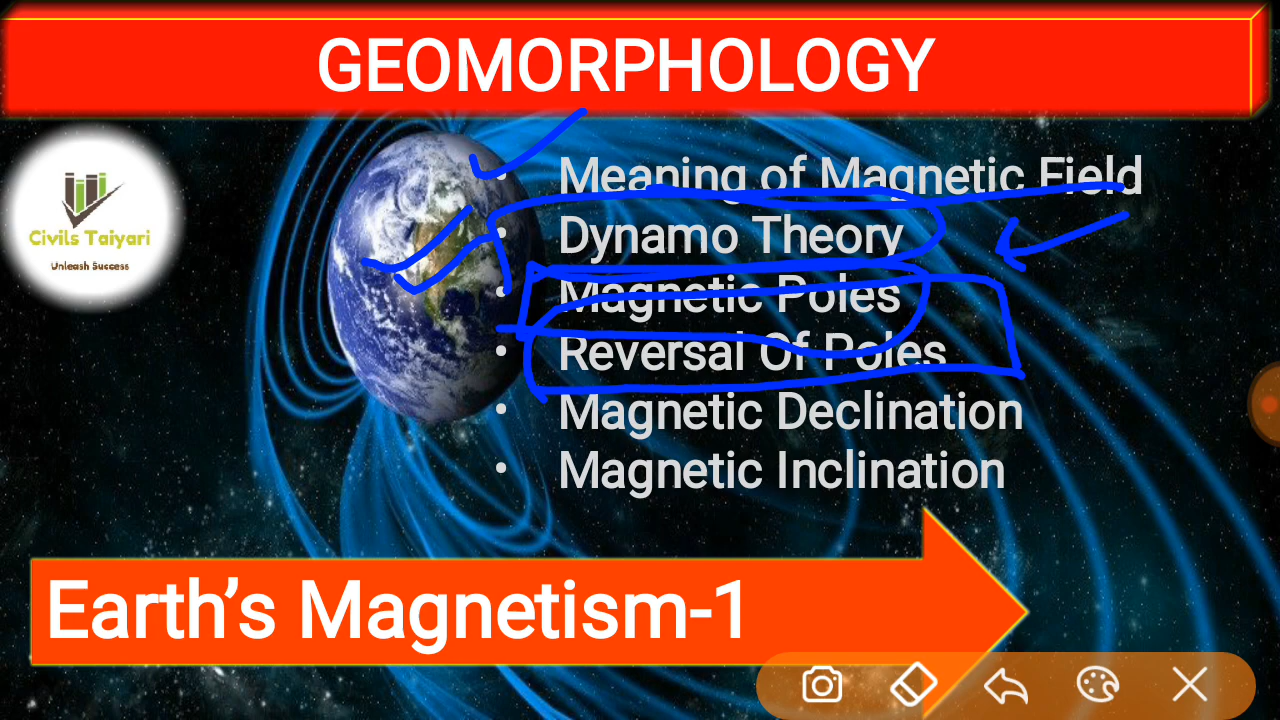 GEOMORPHOLOGY
Civils Taiyari
Unleash Success
• Meaning of Magnetic Field
• Dynamo Theory
• Magnetic Poles
• Reversal Of Poles
• Magnetic Declination
• Magnetic Inclination
Earth's Magnetism-1